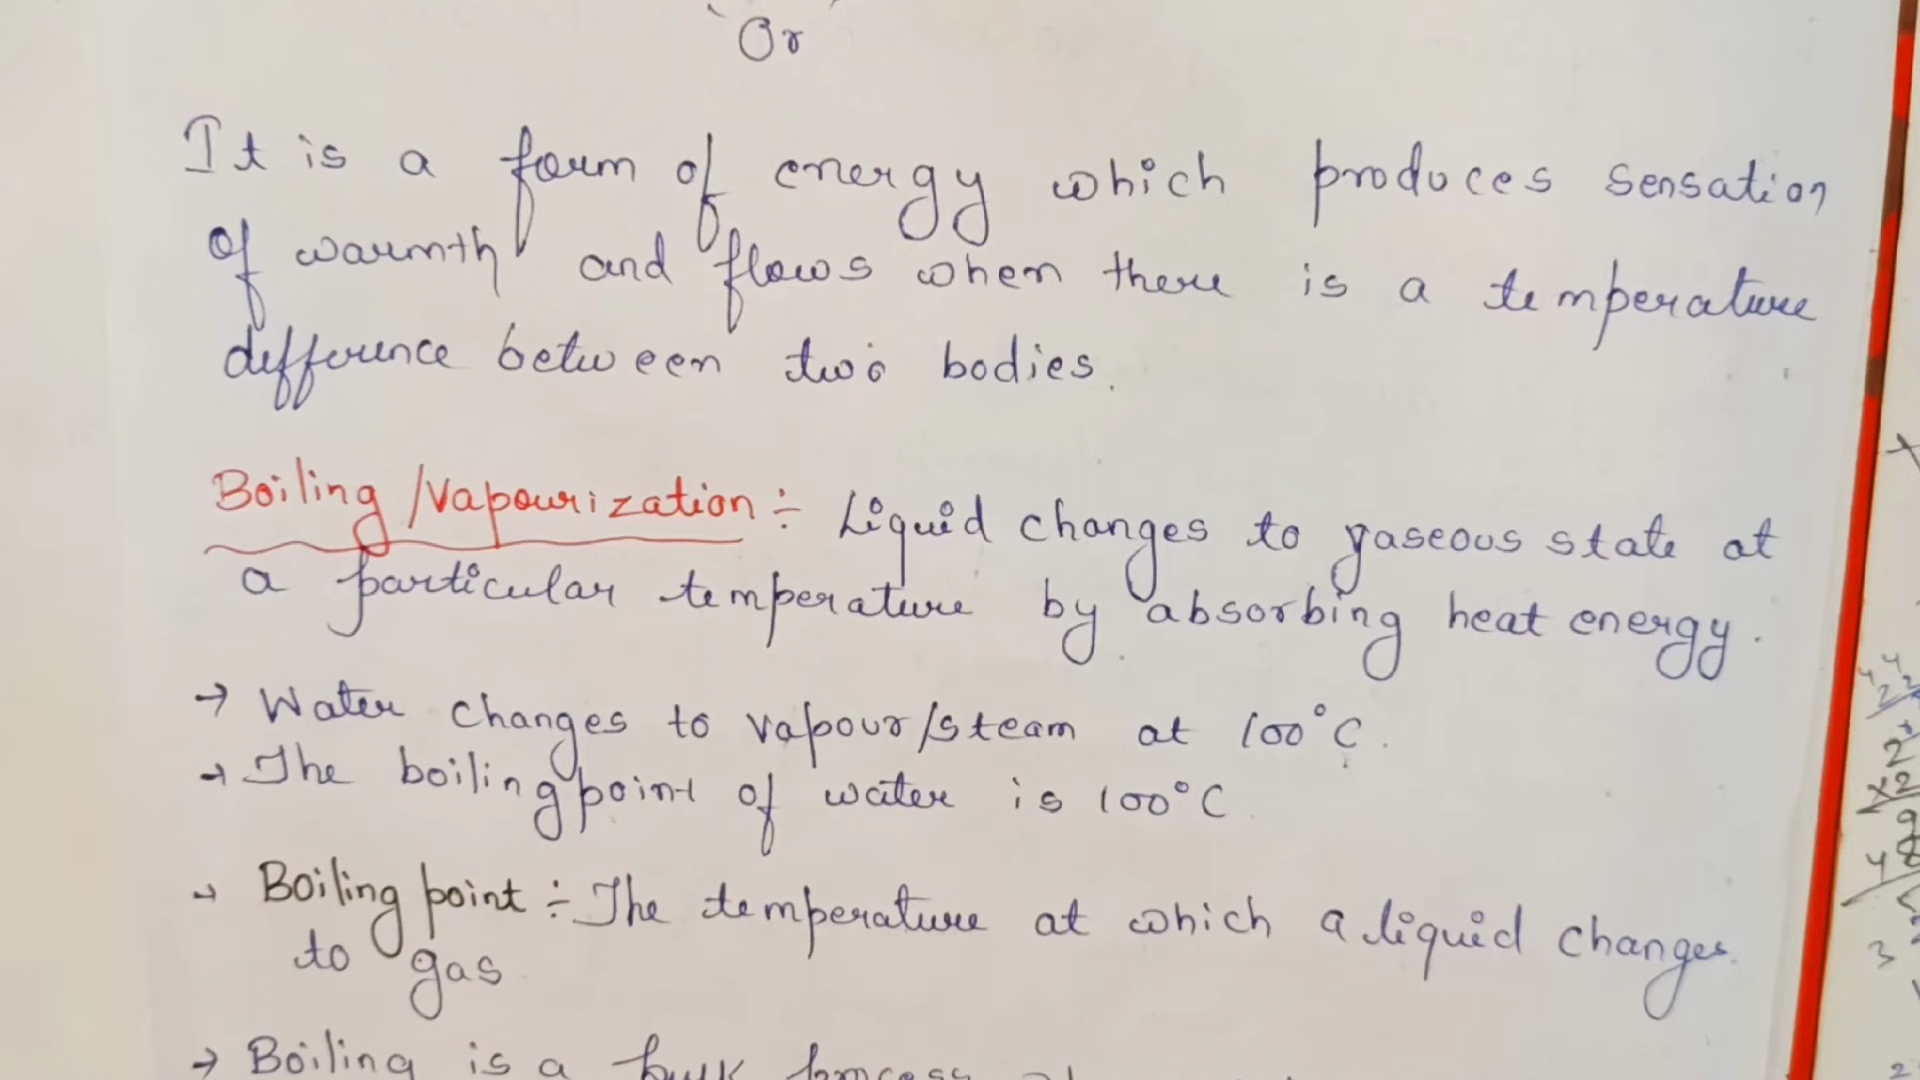 Or
It is a form of energy which produces sensation
of warmth and flows when there is a temperature
difference between two bodies.
Boiling /Vapourization ÷ Liquid changes to gaseous state at
a particular temperature by absorbing heat energy.
→ Water changes to vapour/steam at 100°C.
→ The boiling point of water is 100°C
→ Boiling point ÷ The temperature at which a liquid changes
to gas
→ Boiling is a bulk process